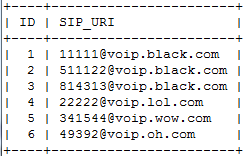 ID | SIP_URI
1 | 11111@voip.black.com
2 | 511122@voip.black.com
3 | 814313@voip.black.com
4 | 22222@voip.lol.com
5 | 341544@voip.wow.com
6 | 49392@voip.oh.com